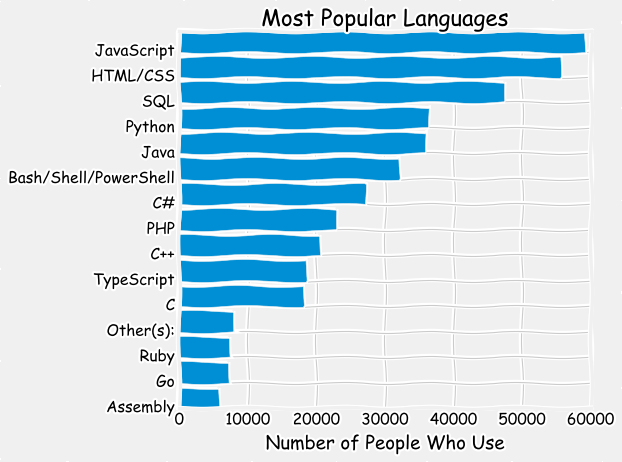 Most Popular Languages
JavaScript
HTML/CSS
SQL
Python
Java
Bash/Shell/PowerShell
C#
PHP
C++
TypeScript
C
Other(s):
Ruby
Go
Assembly
0 10000 20000 30000 40000 50000 60000
Number of People Who Use